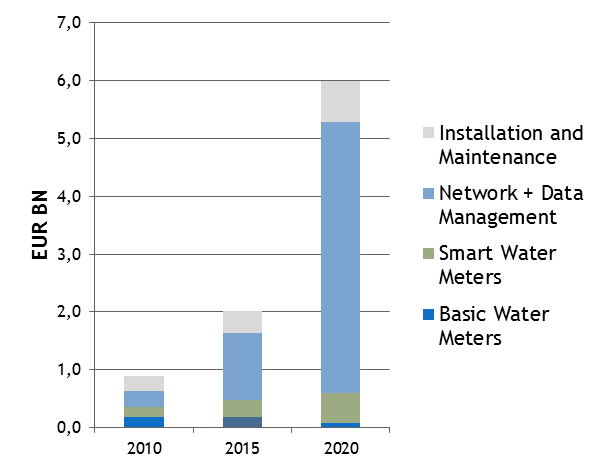 7,0
6,0
5,0
4,0
3,0
2,0
1,0
0,0
EUR BN
2010
2015
2020
Installation and
Maintenance
Network + Data
Management
Smart Water
Meters
Basic Water
Meters